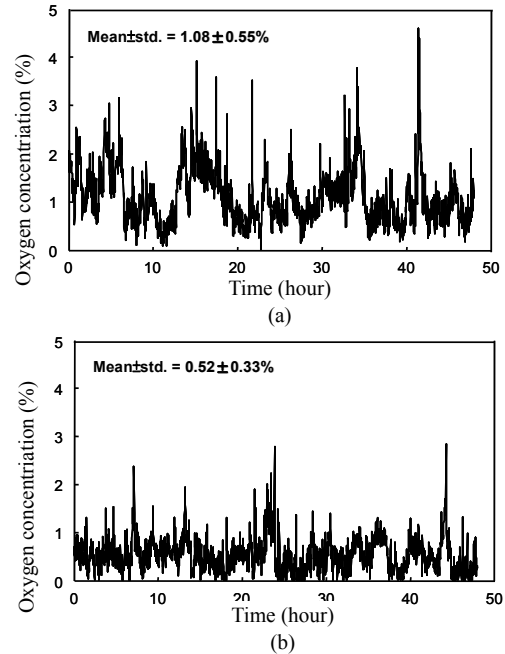 5
Mean±std. = 1.08±0.55%
4
3
2
1
0
Oxygen concentriation (%)
0 10 20 30 40 50
Time (hour)
(a)
5
Mean±std. = 0.52±0.33%
4
3
2
1
0
Oxygen concentriation (%)
0 10 20 30 40 50
Time (hour)
(b)